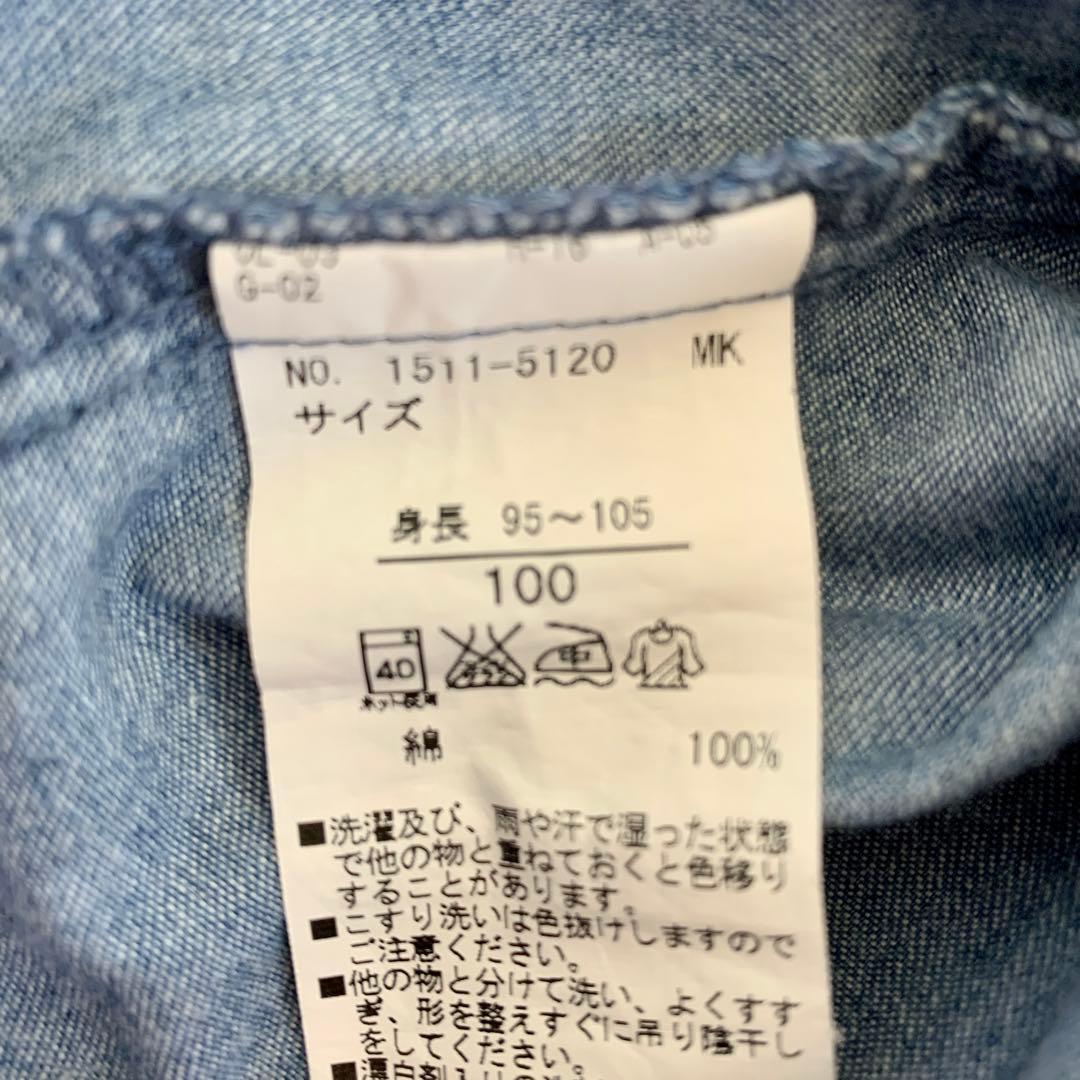 G-02
NO. 1511-5120 MK
サイズ
身長 95～105
100
40 中
綿 100%
■洗濯及び、雨や汗で湿った状態
で他の物と重ねておくと色移り
することがあります。
■こすり洗いは色抜けしますので
ご注意ください。
■他の物と分けて洗い、よくすす
ぎ、形を整えすぐに吊り陰干し
をしてください。